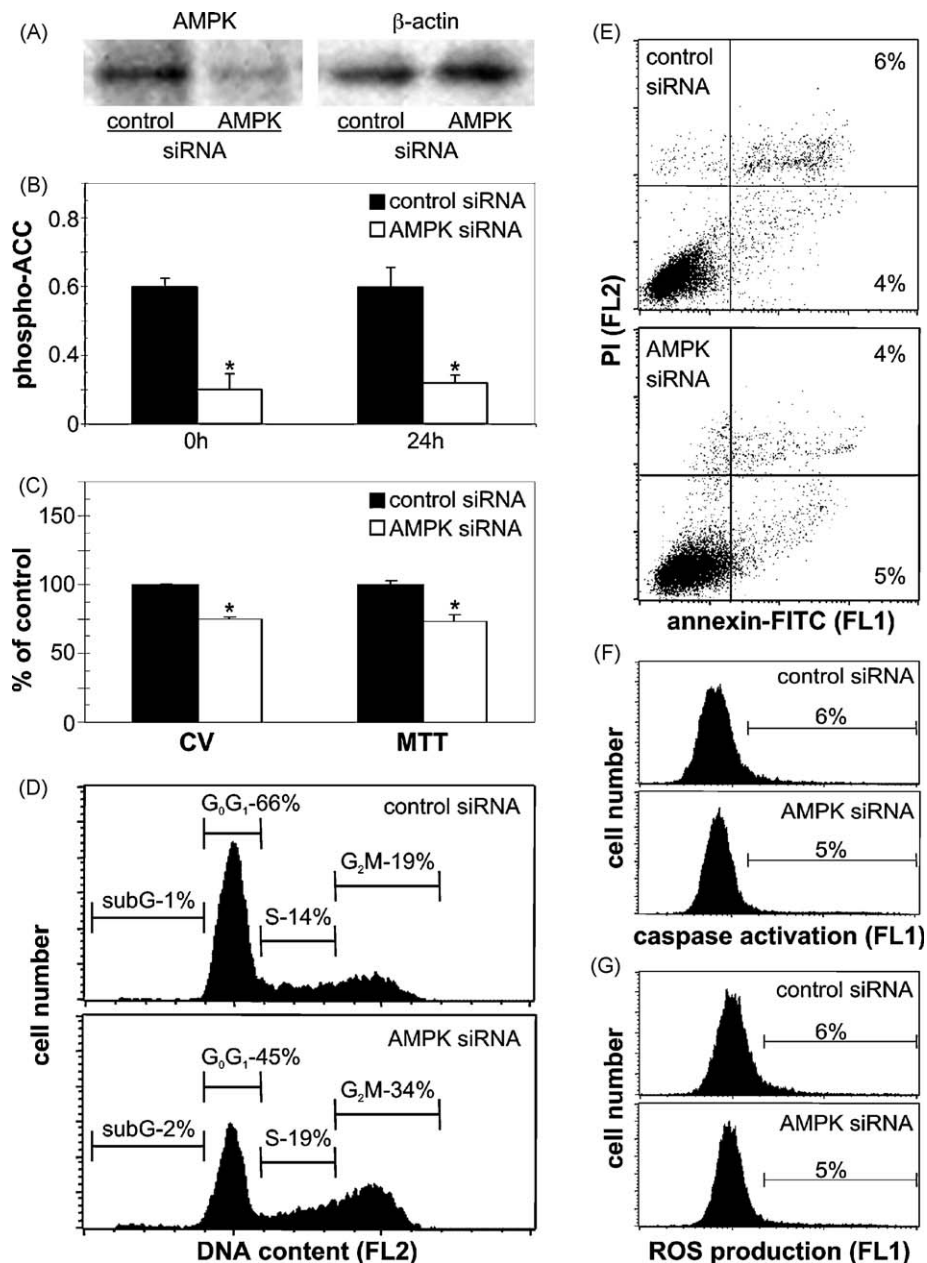 (A)
AMPK
β-actin
control AMPK
siRNA
control AMPK
siRNA
(B)
phospho-ACC
0.8
0.6
0.4
0
control siRNA
AMPK siRNA
*
*
0h
24h
(C)
% of control
150
100
50
0
control siRNA
AMPK siRNA
*
*
CV
MTT
(D)
cell number
G₀G₁-66%
control siRNA
G₂M-19%
subG-1%
S-14%
G₀G₁-45%
AMPK siRNA
G₂M-34%
subG-2%
S-19%
DNA content (FL2)
(E)
PI (FL2)
control
siRNA
6%
4%
AMPK
siRNA
4%
5%
annexin-FITC (FL1)
(F)
cell number
control siRNA
6%
AMPK siRNA
5%
caspase activation (FL1)
(G)
cell number
control siRNA
6%
AMPK siRNA
5%
ROS production (FL1)